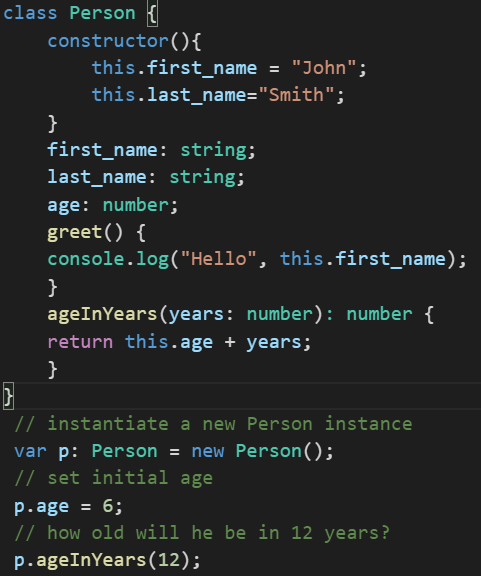 class Person {
    constructor(){
        this.first_name = "John";
        this.last_name="Smith";
    }
    first_name: string;
    last_name: string;
    age: number;
    greet() {
    console.log("Hello", this.first_name);
    }
    ageInYears(years: number): number {
    return this.age + years;
    }
}
 // instantiate a new Person instance
 var p: Person = new Person();
 // set initial age
 p.age = 6;
 // how old will he be in 12 years?
 p.ageInYears(12);